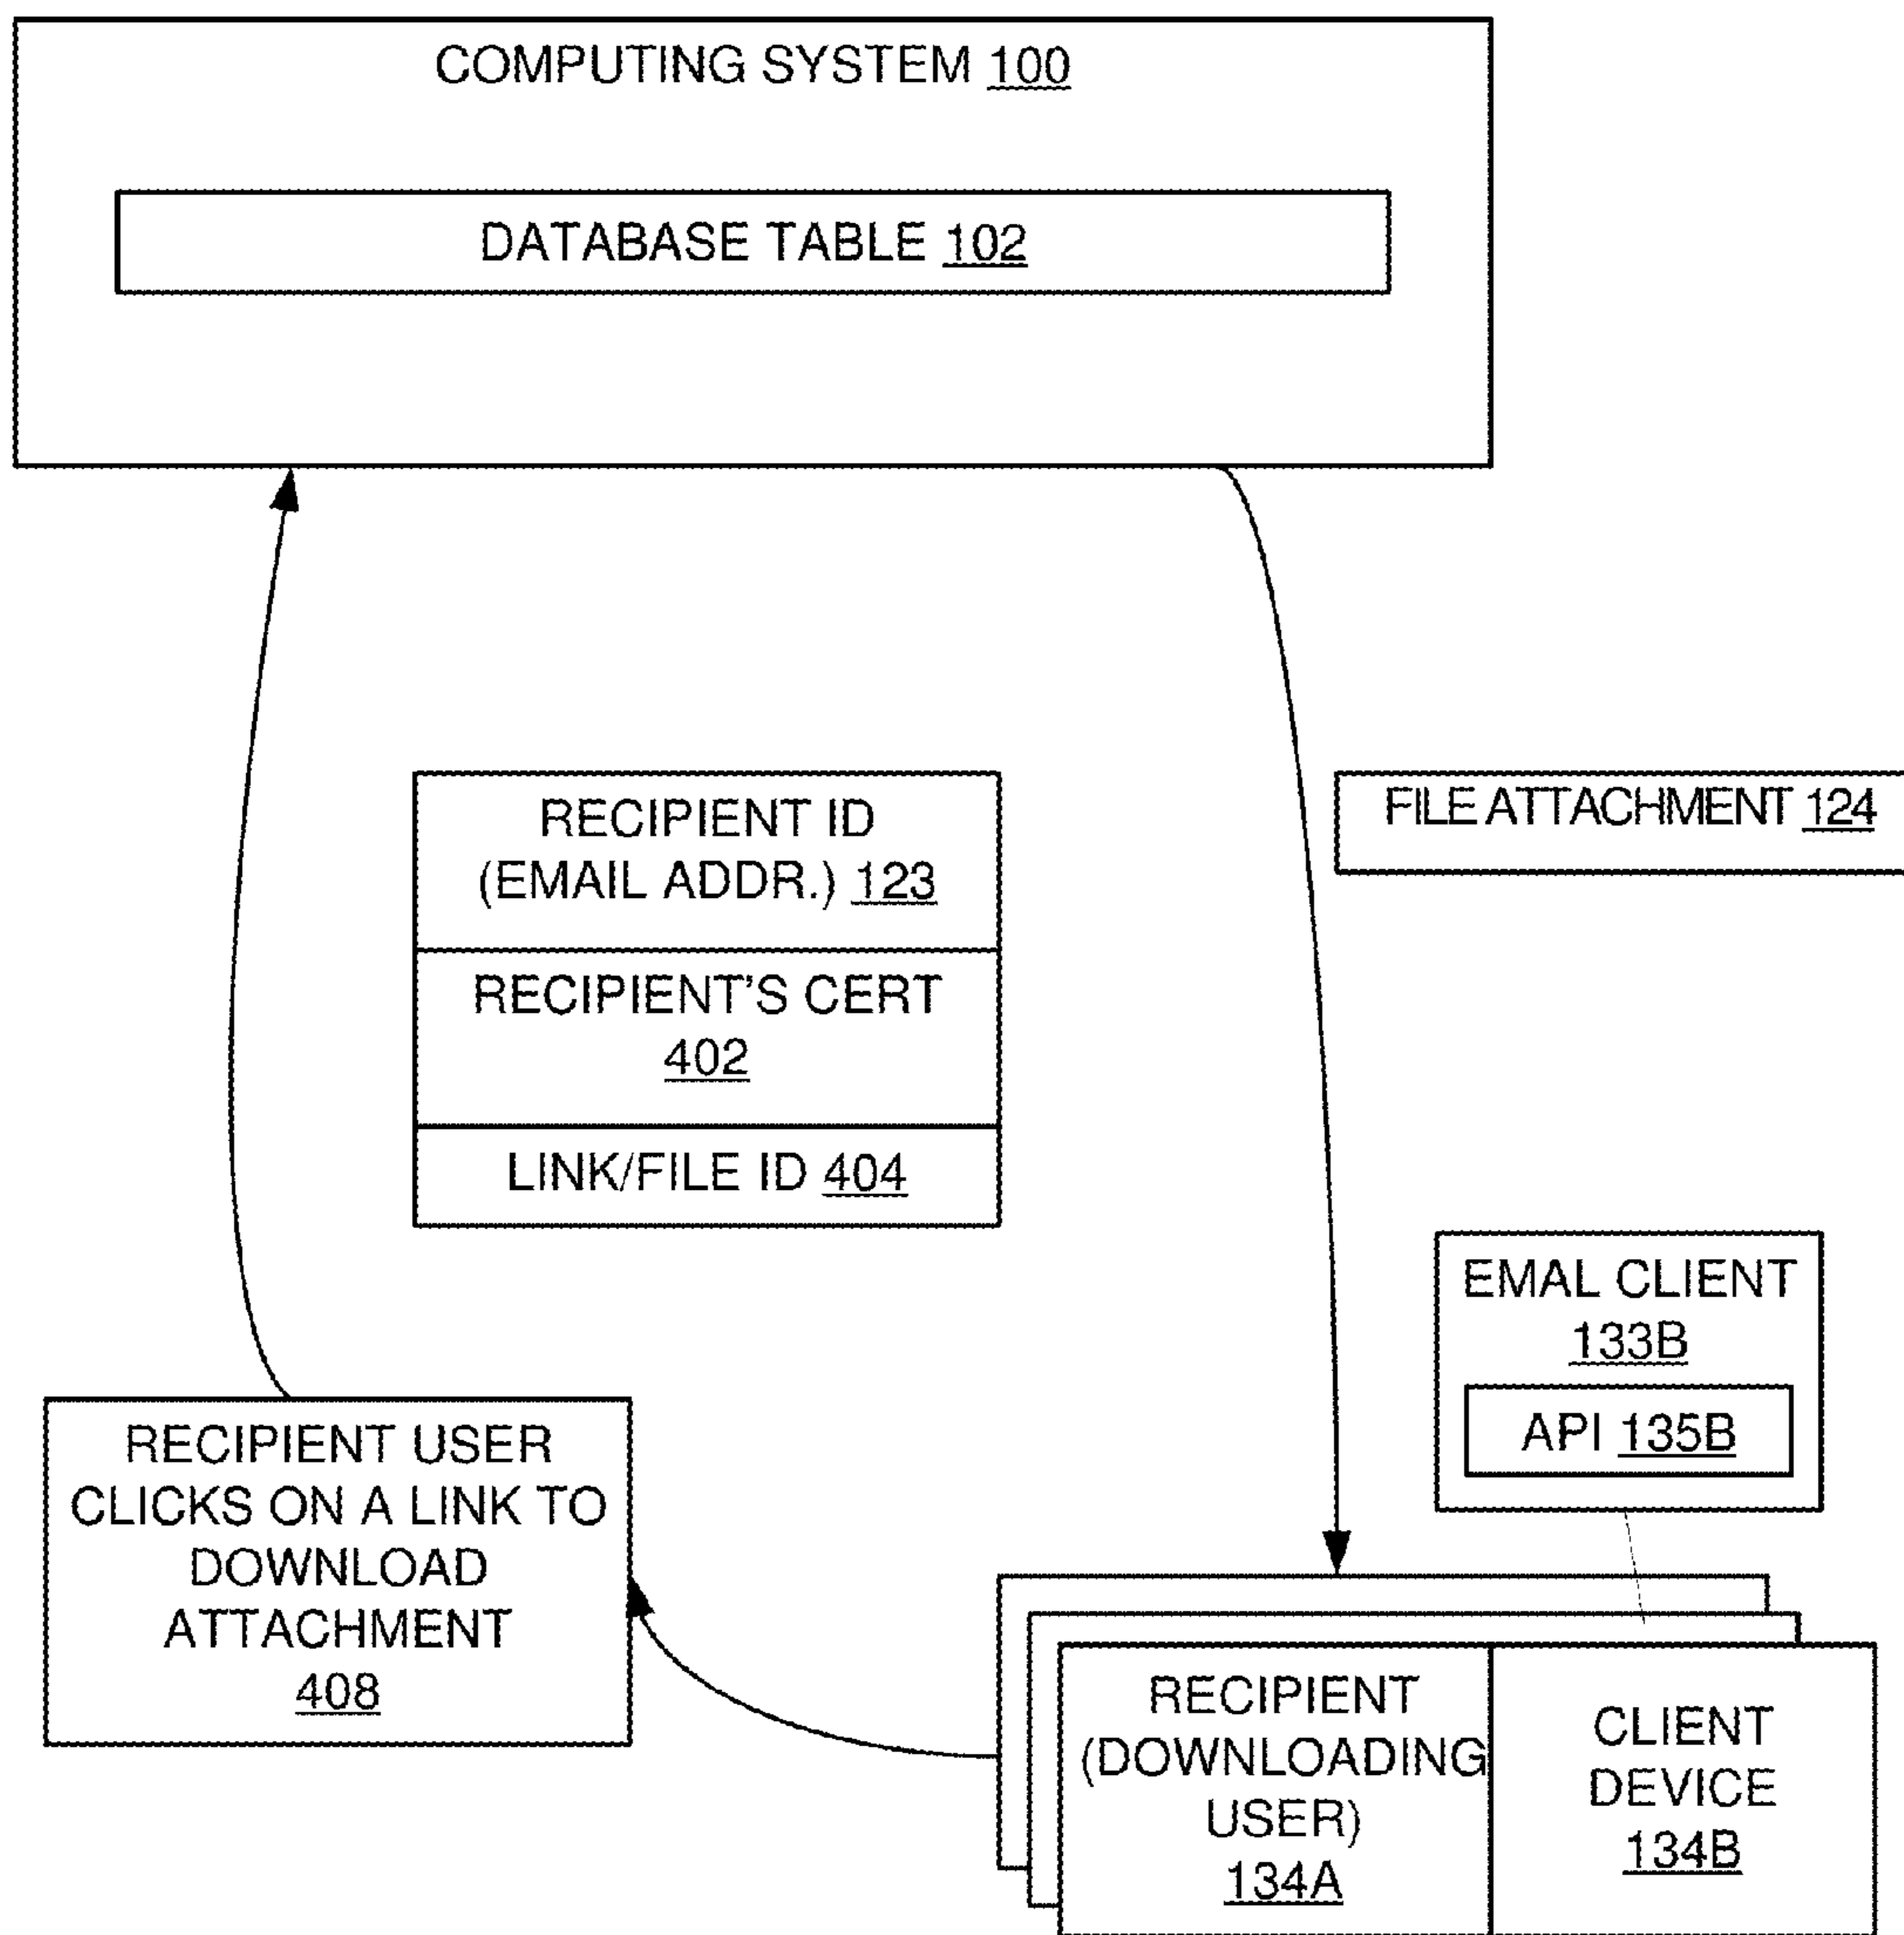 COMPUTING SYSTEM 100
DATABASE TABLE 102
RECIPIENT ID
(EMAIL ADDR.) 123
RECIPIENT'S CERT
402
LINK/FILE ID 404
FILE ATTACHMENT 124
EMAL CLIENT
133B
API 135B
RECIPIENT USER
CLICKS ON A LINK TO
DOWNLOAD
ATTACHMENT
408
RECIPIENT
(DOWNLOADING
USER)
134A
CLIENT
DEVICE
134B